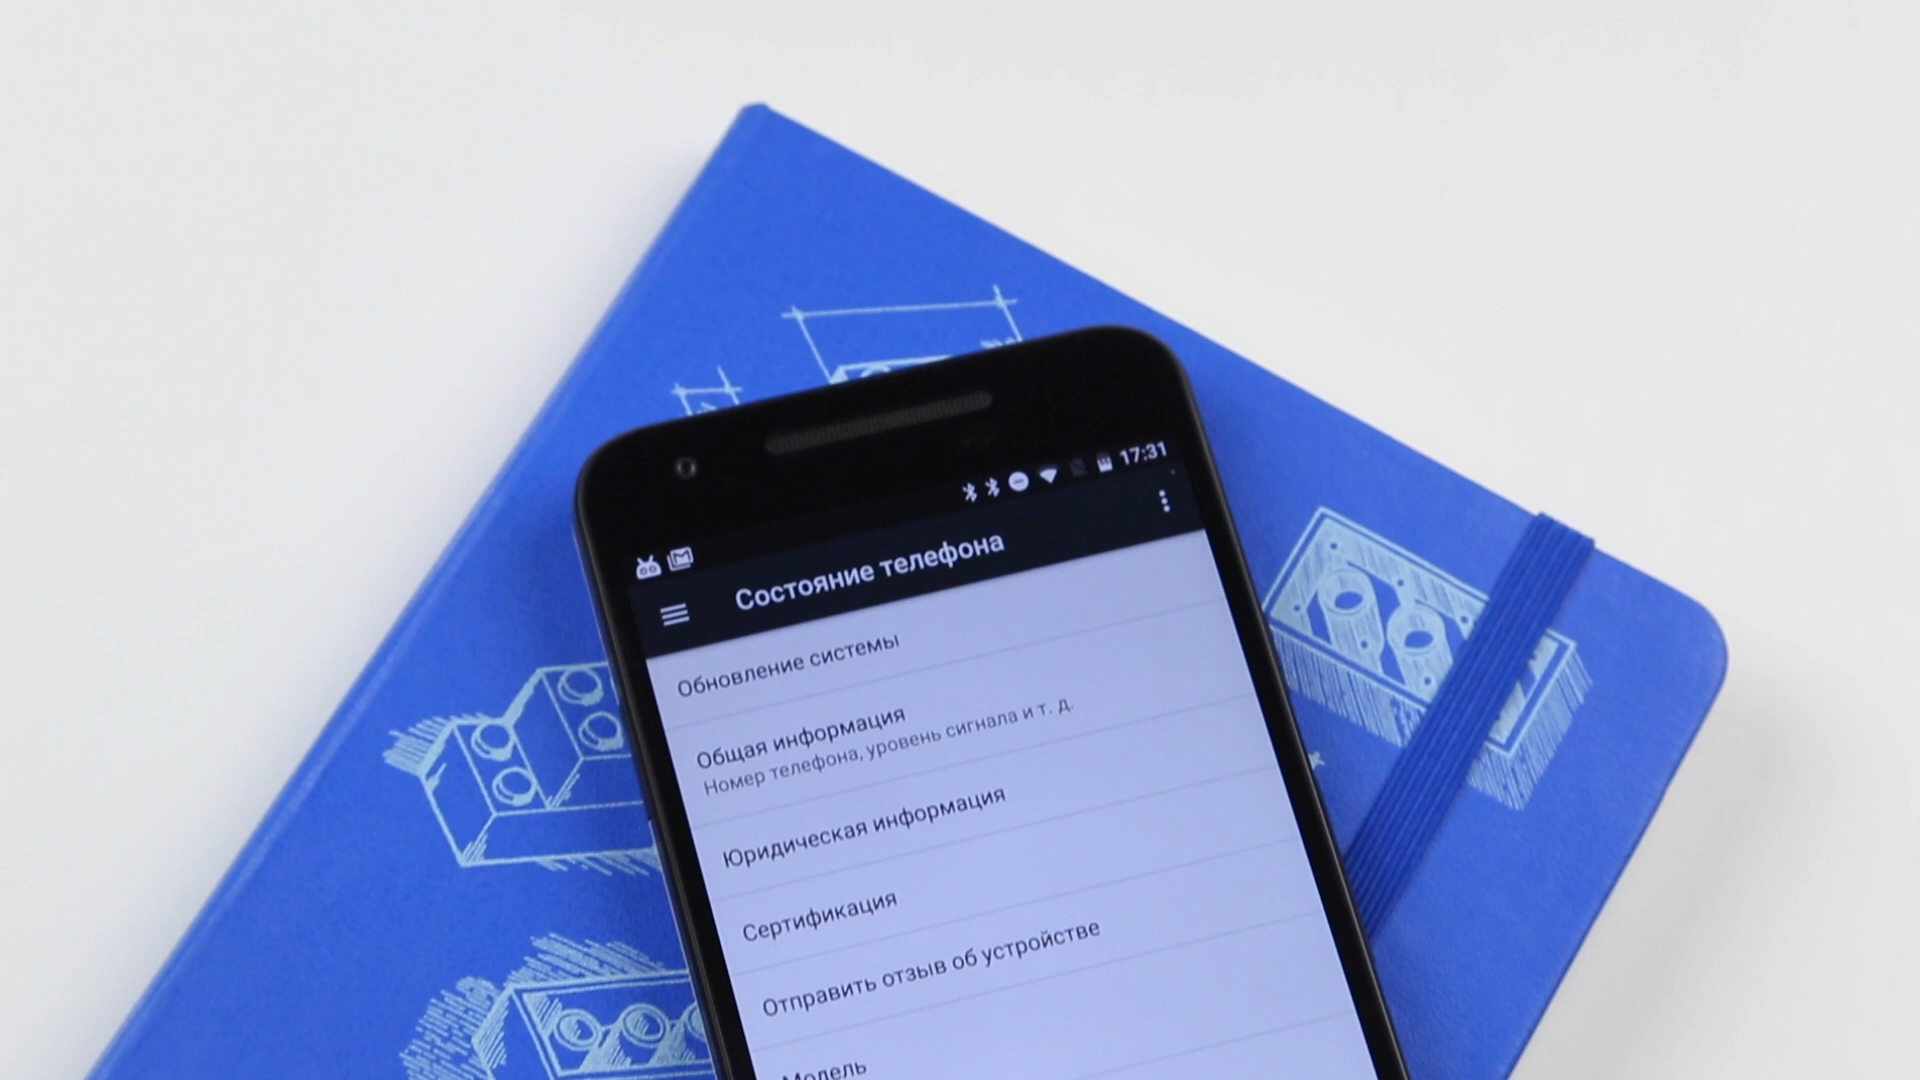 17:31
Состояние телефона
Обновление системы
Общая информация
Номер телефона, уровень сигнала и т. д.
Юридическая информация
Сертификация
Отправить отзыв об устройстве
Модель